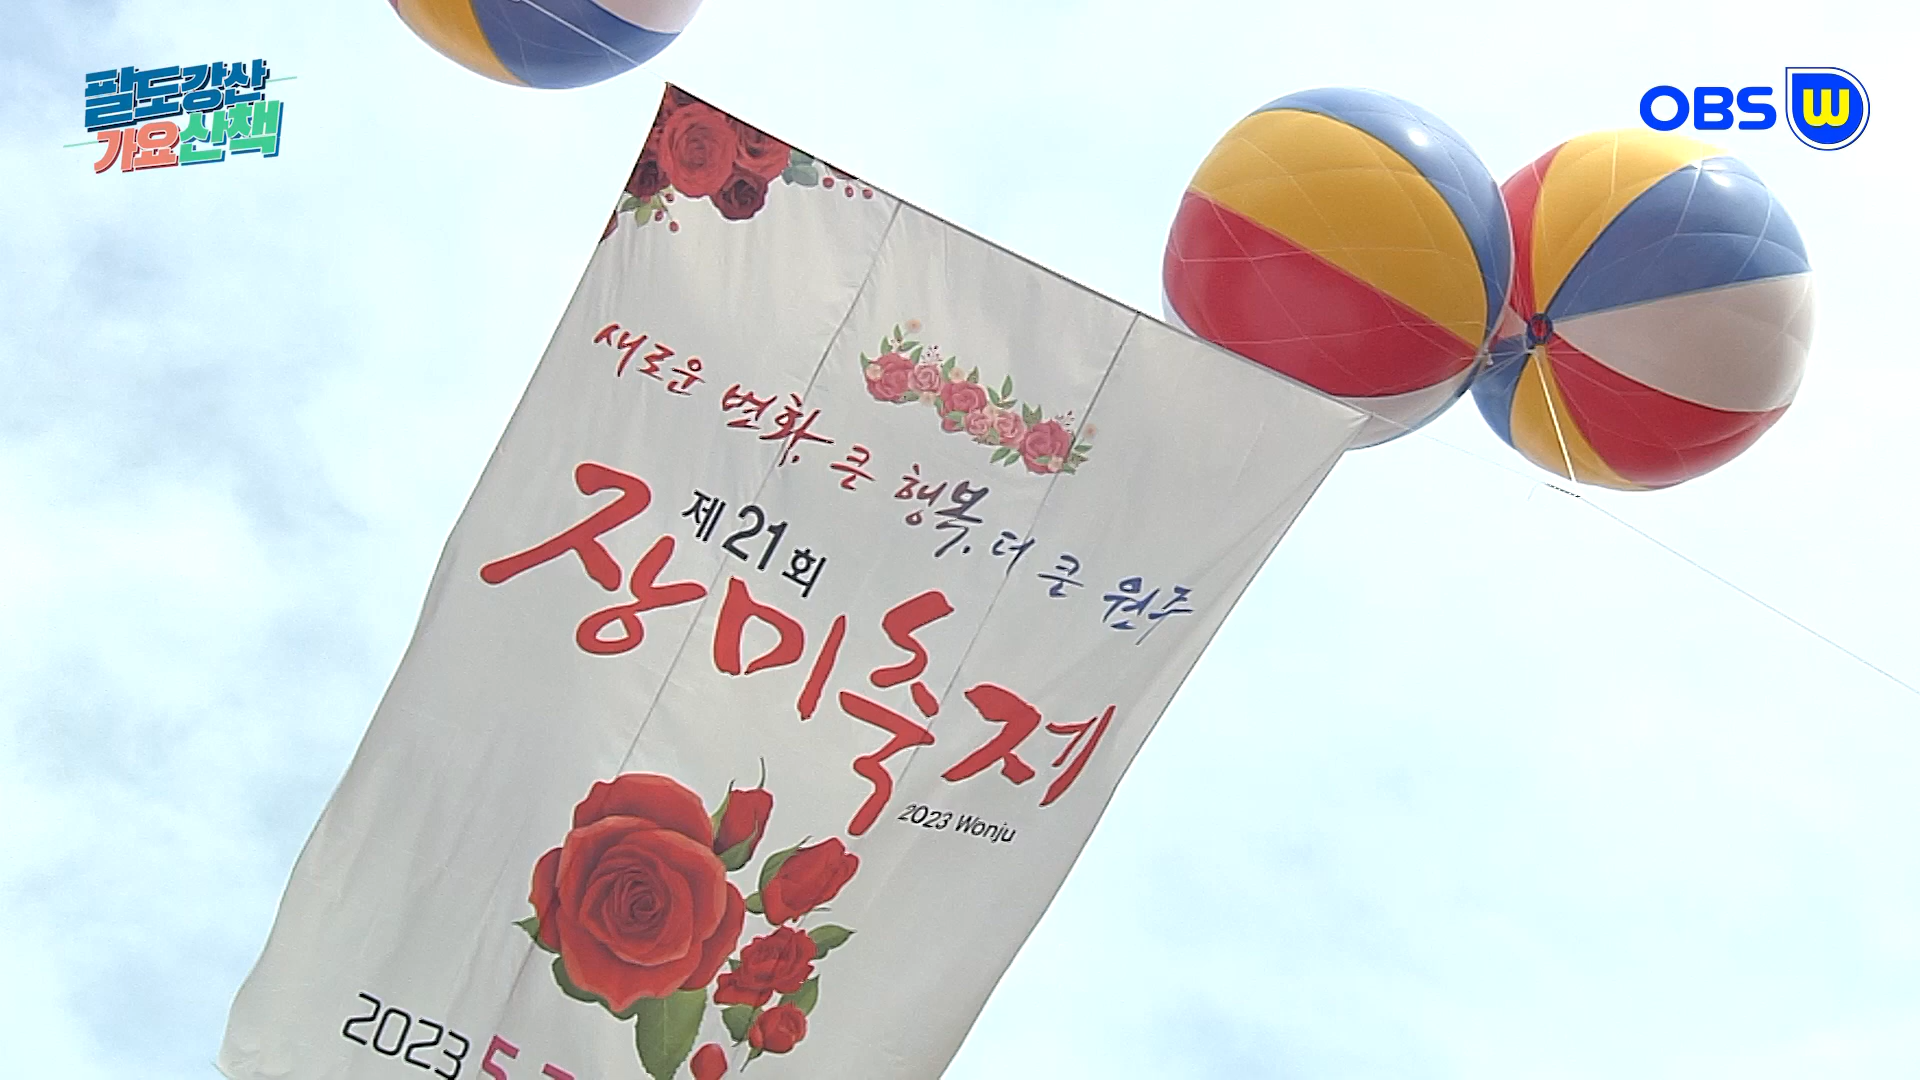 팔도강산
가요산책
OBS W
새로운 변화, 큰 행복, 더 큰 원주
제21회
장미축제
2023 Wonju
2023 5.